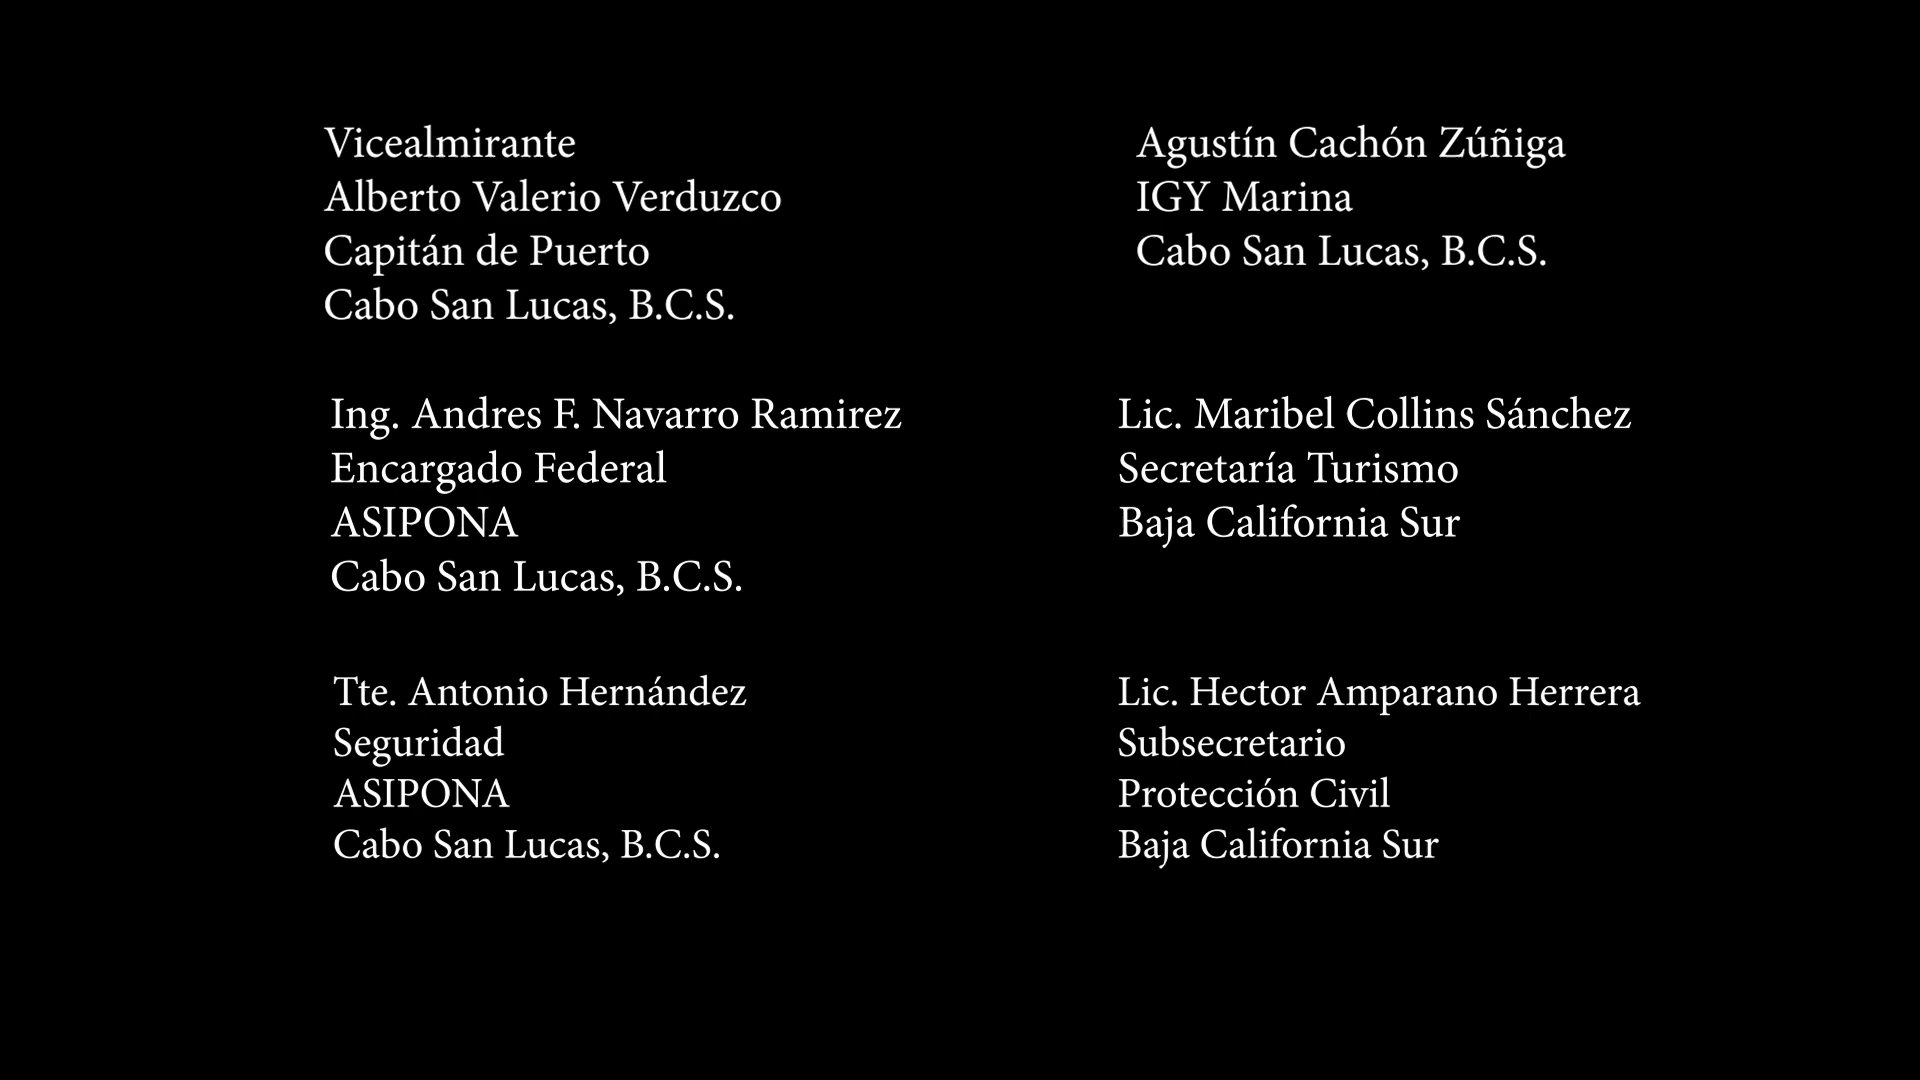 Vicealmirante
Alberto Valerio Verduzco
Capitán de Puerto
Cabo San Lucas, B.C.S.
Agustín Cachón Zúñiga
IGY Marina
Cabo San Lucas, B.C.S.
Ing. Andres F. Navarro Ramirez
Encargado Federal
ASIPONA
Cabo San Lucas, B.C.S.
Lic. Maribel Collins Sánchez
Secretaría Turismo
Baja California Sur
Tte. Antonio Hernández
Seguridad
ASIPONA
Cabo San Lucas, B.C.S.
Lic. Hector Amparano Herrera
Subsecretario
Protección Civil
Baja California Sur